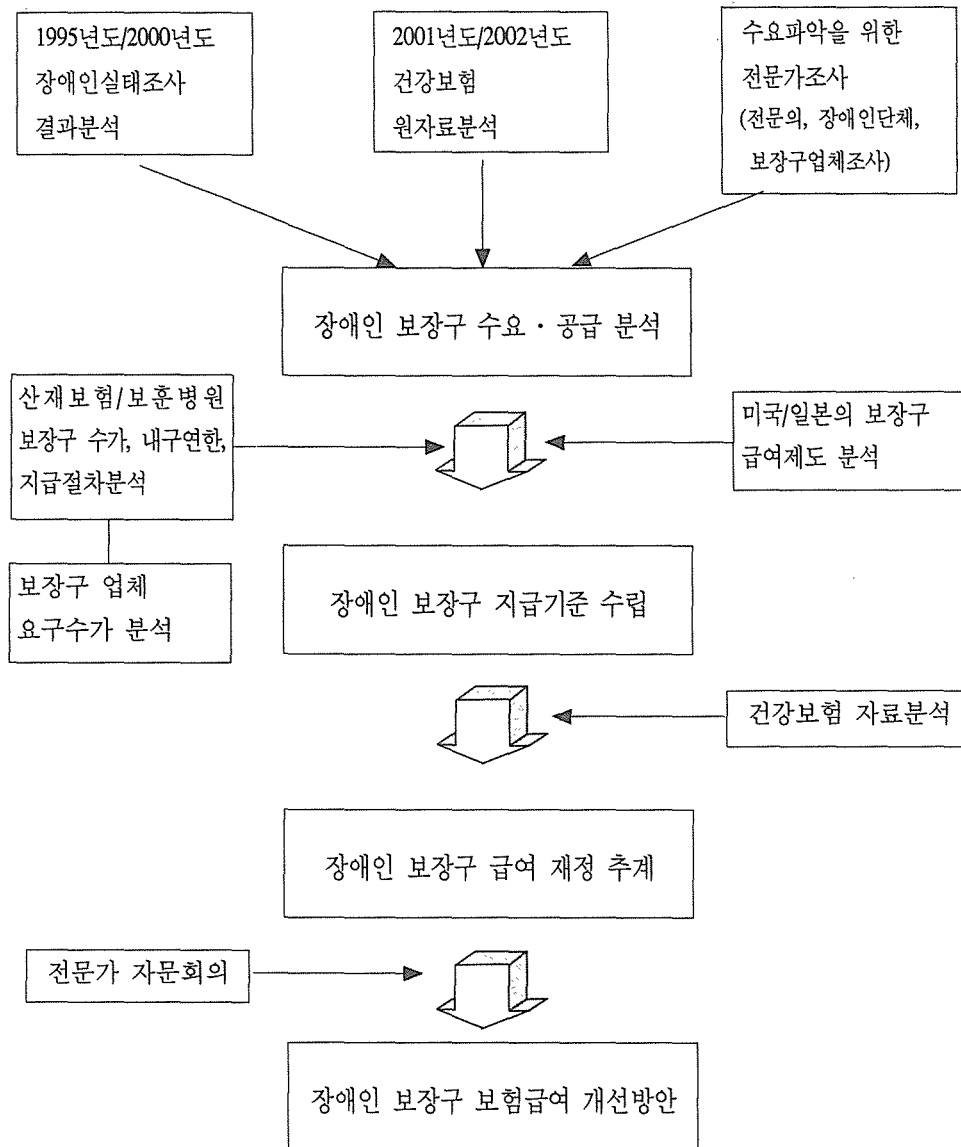 1995년도/2000년도
장애인실태조사
결과분석
2001년도/2002년도
건강보험
원자료분석
수요파악을 위한
전문가조사
(전문의, 장애인단체,
보장구업체조사)
장애인 보장구 수요·공급 분석
산재보험/보훈병원
보장구 수가, 내구연한,
지급절차분석
미국/일본의 보장구
급여제도 분석
보장구 업체
요구수가 분석
장애인 보장구 지급기준 수립
건강보험 자료분석
장애인 보장구 급여 재정 추계
전문가 자문회의
장애인 보장구 보험급여 개선방안